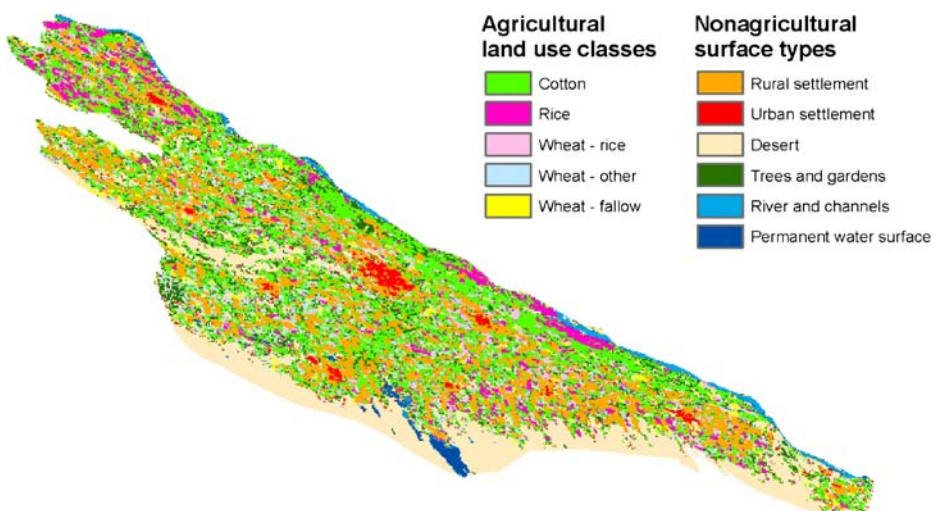 Agricultural
land use classes
Cotton
Rice
Wheat - rice
Wheat - other
Wheat - fallow
Nonagricultural
surface types
Rural settlement
Urban settlement
Desert
Trees and gardens
River and channels
Permanent water surface